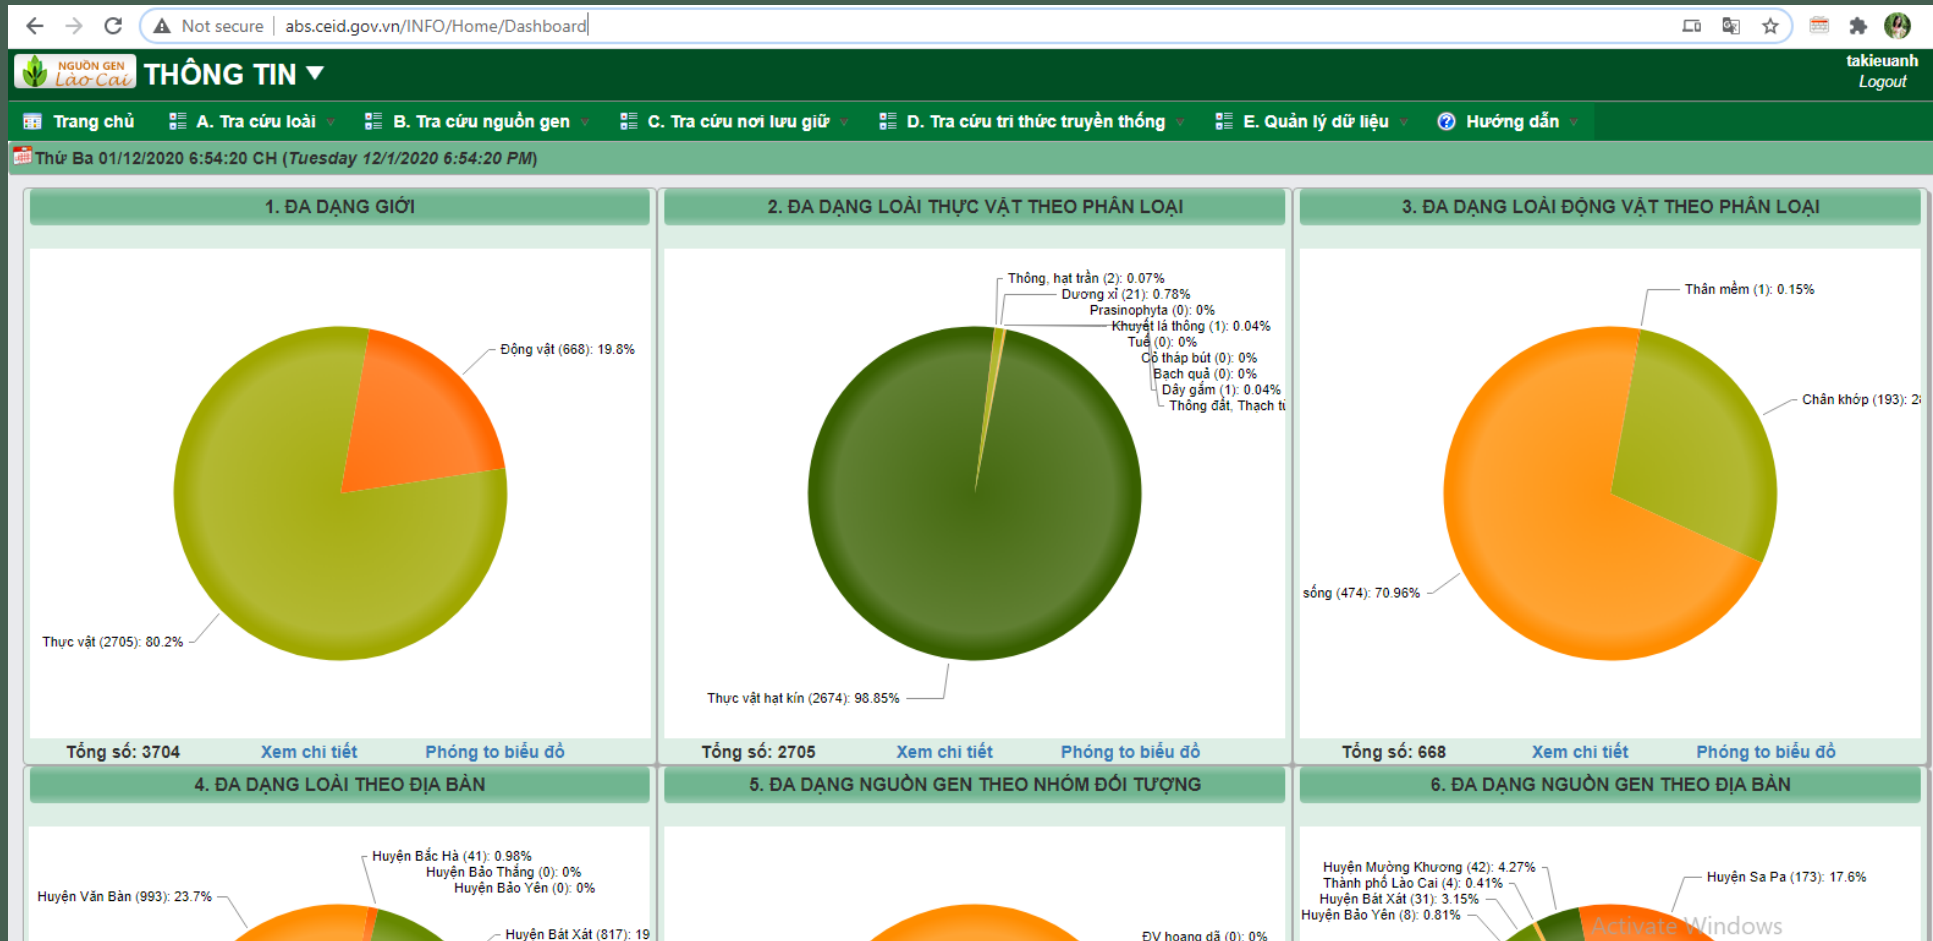 Not secure | abs.ceid.gov.vn/INFO/Home/Dashboard
NGUỒN GEN
Lào Cai
THÔNG TIN
takieuanh
Logout
Trang chủ A. Tra cứu loài B. Tra cứu nguồn gen C. Tra cứu nơi lưu giữ D. Tra cứu tri thức truyền thống E. Quản lý dữ liệu Hướng dẫn
Thứ Ba 01/12/2020 6:54:20 CH (Tuesday 12/1/2020 6:54:20 PM)
1. ĐA DẠNG GIỚI
Động vật (668): 19.8%
Thực vật (2705): 80.2%
Tổng số: 3704 Xem chi tiết Phóng to biểu đồ
2. ĐA DẠNG LOÀI THỰC VẬT THEO PHÂN LOẠI
Thông, hạt trần (2): 0.07%
Dương xỉ (21): 0.78%
Prasinophyta (0): 0%
Khuyết lá thông (1): 0.04%
Tuế (0): 0%
Cỏ tháp bút (0): 0%
Bạch quả (0): 0%
Dây gắm (1): 0.04%
Thông đất, Thạch
Thực vật hạt kín (2674): 98.85%
Tổng số: 2705 Xem chi tiết Phóng to biểu đồ
3. ĐA DẠNG LOÀI ĐỘNG VẬT THEO PHÂN LOẠI
Thân mềm (1): 0.15%
Chân khớp (193):
sống (474): 70.96%
Tổng số: 668 Xem chi tiết Phóng to biểu đồ
4. ĐA DẠNG LOÀI THEO ĐỊA BÀN
Huyện Bắc Hà (41): 0.98%
Huyện Bảo Thắng (0): 0%
Huyện Bảo Yên (0): 0%
Huyện Văn Bàn (993): 23.7%
Huyện Bát Xát (817): 19
5. ĐA DẠNG NGUỒN GEN THEO NHÓM ĐỐI TƯỢNG
ĐV hoang dã (0): 0%
6. ĐA DẠNG NGUỒN GEN THEO ĐỊA BÀN
Huyện Mường Khương (42): 4.27%
Thành phố Lào Cai (4): 0.41%
Huyện Bát Xát (31): 3.15%
Huyện Bảo Yên (8): 0.81%
Huyện Sa Pa (173): 17.6%
Activate Windows